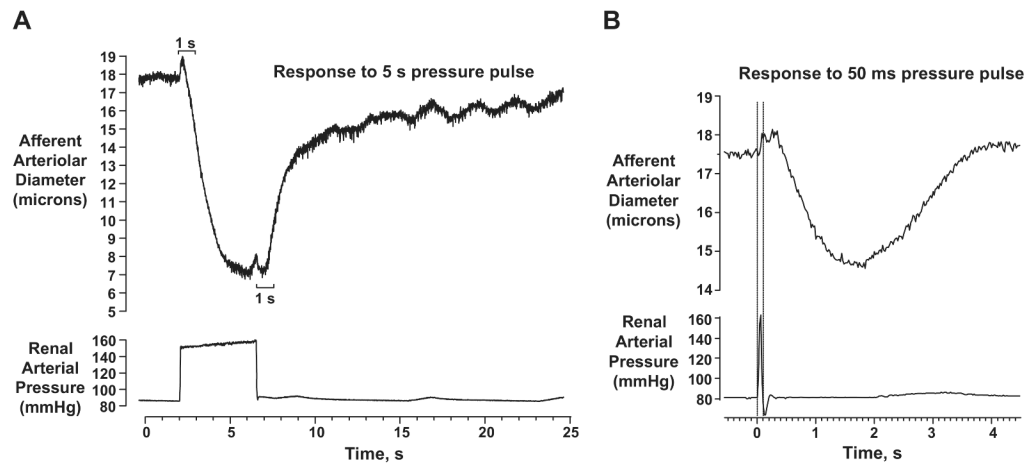 A
1 s
Response to 5 s pressure pulse
19
18
17
16
15
14
13
12
11
10
9
8
7
6
5
Afferent
Arteriolar
Diameter
(microns)
1 s
160
140
120
100
80
Renal
Arterial
Pressure
(mmHg)
0 5 10 15 20 25
Time, s
B
Response to 50 ms pressure pulse
19
18
17
16
15
14
Afferent
Arteriolar
Diameter
(microns)
160
140
120
100
80
Renal
Arterial
Pressure
(mmHg)
0 1 2 3 4
Time, s